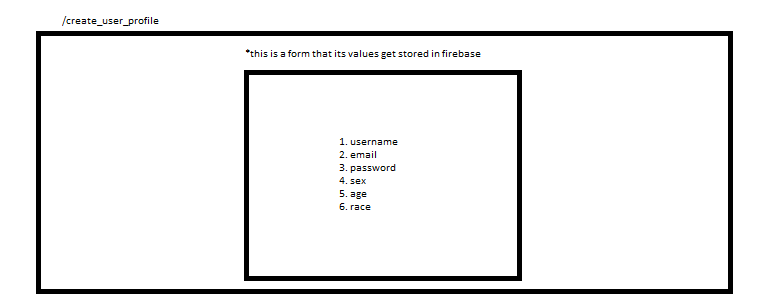 /create_user_profile
*this is a form that its values get stored in firebase
1. username
2. email
3. password
4. sex
5. age
6. race